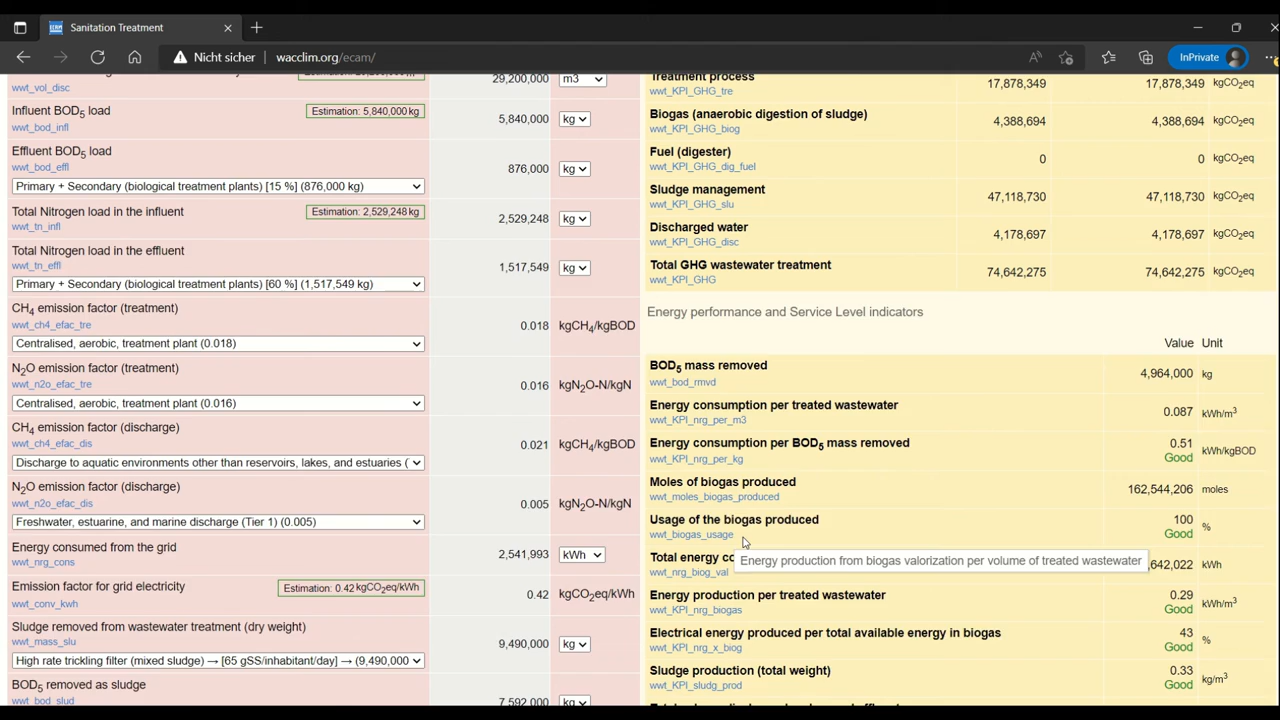 Sanitation Treatment
Nicht sicher
wacclim.org/ecam/
InPrivate
wwt_vol_disc
29,200,000
m3
Influent BOD5 load
Estimation: 5,840,000 kg
wwt_bod_infl
5,840,000
kg
Effluent BOD5 load
wwt_bod_effl
876,000
kg
Primary + Secondary (biological treatment plants) [15 %] (876,000 kg)
Total Nitrogen load in the influent
Estimation: 2,529,248 kg
wwt_tn_infl
2,529,248
kg
Total Nitrogen load in the effluent
wwt_tn_effl
1,517,549
kg
Primary + Secondary (biological treatment plants) [60 %] (1,517,549 kg)
CH4 emission factor (treatment)
wwt_ch4_efac_tre
0.018
kgCH4/kgBOD
Centralised, aerobic, treatment plant (0.018)
N2O emission factor (treatment)
wwt_n2o_efac_tre
0.016
kgN2O-N/kgN
Centralised, aerobic, treatment plant (0.016)
CH4 emission factor (discharge)
wwt_ch4_efac_dis
0.021
kgCH4/kgBOD
Discharge to aquatic environments other than reservoirs, lakes, and estuaries (
N2O emission factor (discharge)
wwt_n2o_efac_dis
0.005
kgN2O-N/kgN
Freshwater, estuarine, and marine discharge (Tier 1) (0.005)
Energy consumed from the grid
wwt_nrg_cons
2,541,993
kWh
Emission factor for grid electricity
Estimation: 0.42 kgCO2eq/kWh
wwt_conv_kwh
0.42
kgCO2eq/kWh
Sludge removed from wastewater treatment (dry weight)
wwt_mass_slu
9,490,000
kg
High rate trickling filter (mixed sludge) → [65 gSS/inhabitant/day] → (9,490,000
BOD5 removed as sludge
wwt_bod_slud
7,592,000
kg
Treatment process
wwt_KPI_GHG_tre
17,878,349
17,878,349
kgCO2eq
Biogas (anaerobic digestion of sludge)
wwt_KPI_GHG_biog
4,388,694
4,388,694
kgCO2eq
Fuel (digester)
wwt_KPI_GHG_dig_fuel
0
0
kgCO2eq
Sludge management
wwt_KPI_GHG_slu
47,118,730
47,118,730
kgCO2eq
Discharged water
wwt_KPI_GHG_disc
4,178,697
4,178,697
kgCO2eq
Total GHG wastewater treatment
wwt_KPI_GHG
74,642,275
74,642,275
kgCO2eq
Energy performance and Service Level indicators
Value Unit
BOD5 mass removed
wwt_bod_rmvd
4,964,000
kg
Energy consumption per treated wastewater
wwt_KPI_nrg_per_m3
0.087
kWh/m3
Energy consumption per BOD5 mass removed
wwt_KPI_nrg_per_kg
0.51
Good
kWh/kgBOD
Moles of biogas produced
wwt_moles_biogas_produced
162,544,206
moles
Usage of the biogas produced
wwt_biogas_usage
100
Good
%
Energy production from biogas valorization per volume of treated wastewater
Total energy co
wwt_nrg_biog_val
642,022
kWh
Energy production per treated wastewater
wwt_KPI_nrg_biogas
0.29
Good
kWh/m3
Electrical energy produced per total available energy in biogas
wwt_KPI_nrg_x_biog
43
Good
%
Sludge production (total weight)
wwt_KPI_sludg_prod
0.33
Good
kg/m3